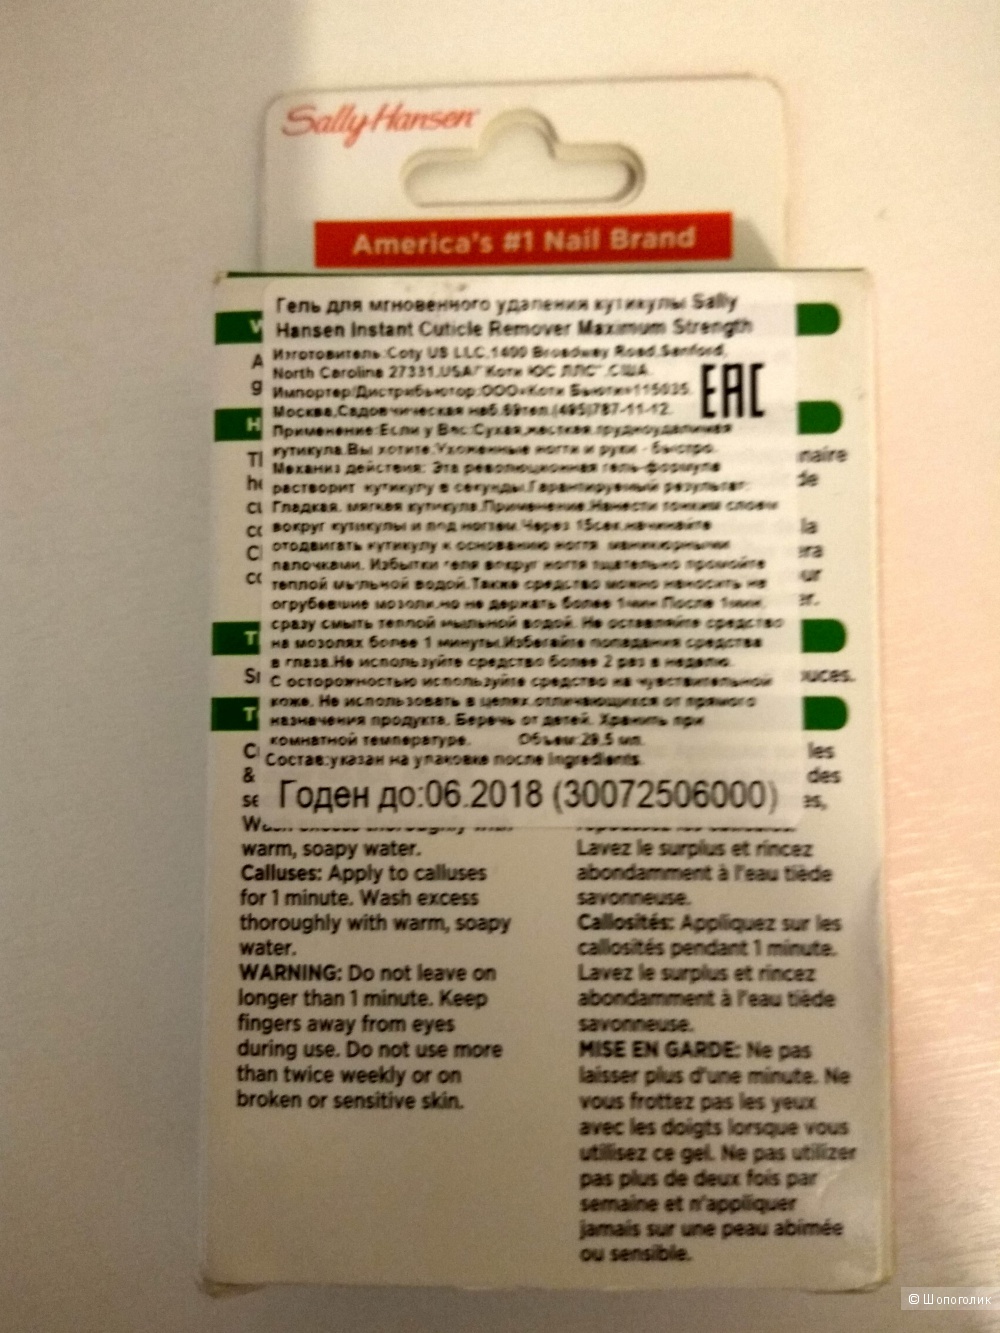 Sally Hansen
America's #1 Nail Brand
Гель для мгновенного удаления кутикулы Sally
Hansen Instant Cuticle Remover Maximum Strength
Изготовитель:Coty US LLC,1400 Broadway Road,Sanford,
North Carolina 27331,USA/"Коти ЮС ЛЛС",США.
Импортер/Дистрибьютор:ООО«Коти Бьюти»115035,
Москва,Садовническая наб.69тел.(495)787-11-12.
EAC
Применение:Если у Вас:Сухая,жесткая,трудноудалимая
кутикула.Вы хотите:Ухоженные ногти и руки - быстро.
Механиз действия: Эта революционная гель-формула
растворит кутикулу в секунды.Гарантируемый результат:
Гладкая, мягкая кутикула.Применение:Нанести тонким слоем
вокруг кутикулы и под ногтем.Через 15сек.начинайте
отодвигать кутикулу к основанию ногтя маникюрными
палочками. Избытки геля вокруг ногтя тщательно промойте
теплой мыльной водой.Также средство можно наносить на
огрубевшие мозоли,но не держать более 1мин.После 1мин.
сразу смыть теплой мыльной водой. Не оставляйте средство
на мозолях более 1 минуты.Избегайте попадания средства
в глаза.Не используйте средство более 2 раз в неделю.
С осторожностью используйте средство на чувствительной
коже. Не использовать в целях,отличающихся от прямого
назначения продукта. Беречь от детей. Хранить при
комнатной температуре. Объем:29,5 мл.
Состав:указан на упаковке после Ingredients.
Годен до:06.2018 (30072506000)
warm, soapy water.
Calluses: Apply to calluses
for 1 minute. Wash excess
thoroughly with warm, soapy
water.
WARNING: Do not leave on
longer than 1 minute. Keep
fingers away from eyes
during use. Do not use more
than twice weekly or on
broken or sensitive skin.
les
des
Lavez le surplus et rincez
abondamment à l'eau tiède
savonneuse.
Callosités: Appliquez sur les
callosités pendant 1 minute.
Lavez le surplus et rincez
abondamment à l'eau tiède
savonneuse.
MISE EN GARDE: Ne pas
laisser plus d'une minute. Ne
vous frottez pas les yeux
avec les doigts lorsque vous
utilisez ce gel. Ne pas utilizer
pas plus de deux fois par
semaine et n'appliquer
jamais sur une peau abimée
ou sensible.
© Шопоголик